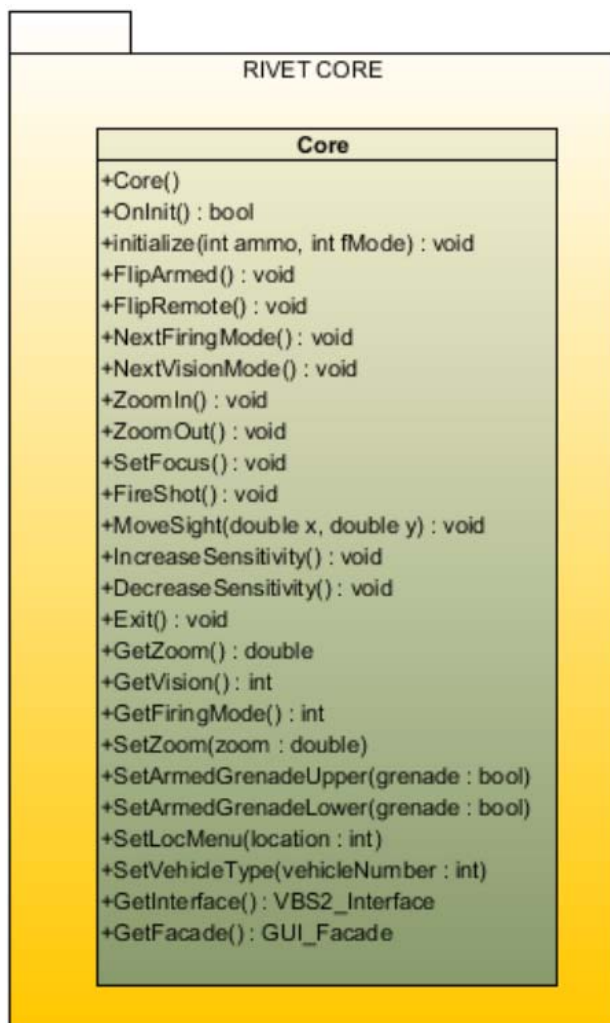 RIVET CORE
Core
+Core()
+OnInit() : bool
+initialize(int ammo, int fMode) : void
+FlipArmed() : void
+FlipRemote() : void
+NextFiringMode() : void
+NextVisionMode() : void
+ZoomIn() : void
+ZoomOut() : void
+SetFocus() : void
+FireShot() : void
+MoveSight(double x, double y) : void
+IncreaseSensitivity() : void
+DecreaseSensitivity() : void
+Exit() : void
+GetZoom() : double
+GetVision() : int
+GetFiringMode() : int
+SetZoom(zoom : double)
+SetArmedGrenadeUpper(grenade : bool)
+SetArmedGrenadeLower(grenade : bool)
+SetLocMenu(location : int)
+SetVehicleType(vehicleNumber : int)
+GetInterface() : VBS2_Interface
+GetFacade() : GUI_Facade